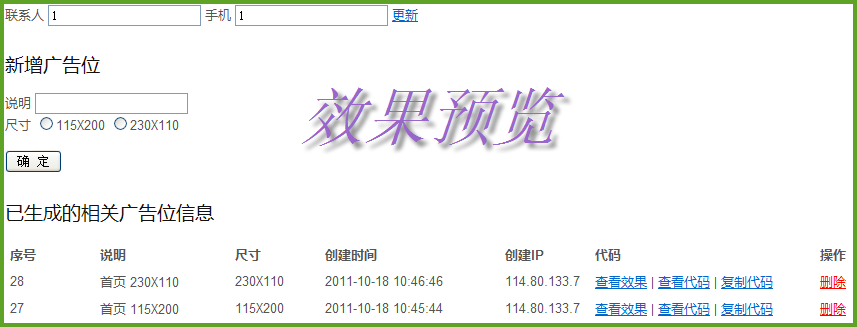 联系人 1 手机 1 更新
新增广告位
说明
尺寸 115X200 230X110
效果预览
确 定
已生成的相关广告位信息
序号 说明 尺寸 创建时间 创建IP 代码 操作
28 首页 230X110 230X110 2011-10-18 10:46:46 114.80.133.7 查看效果 | 查看代码 | 复制代码 删除
27 首页 115X200 115X200 2011-10-18 10:45:44 114.80.133.7 查看效果 | 查看代码 | 复制代码 删除